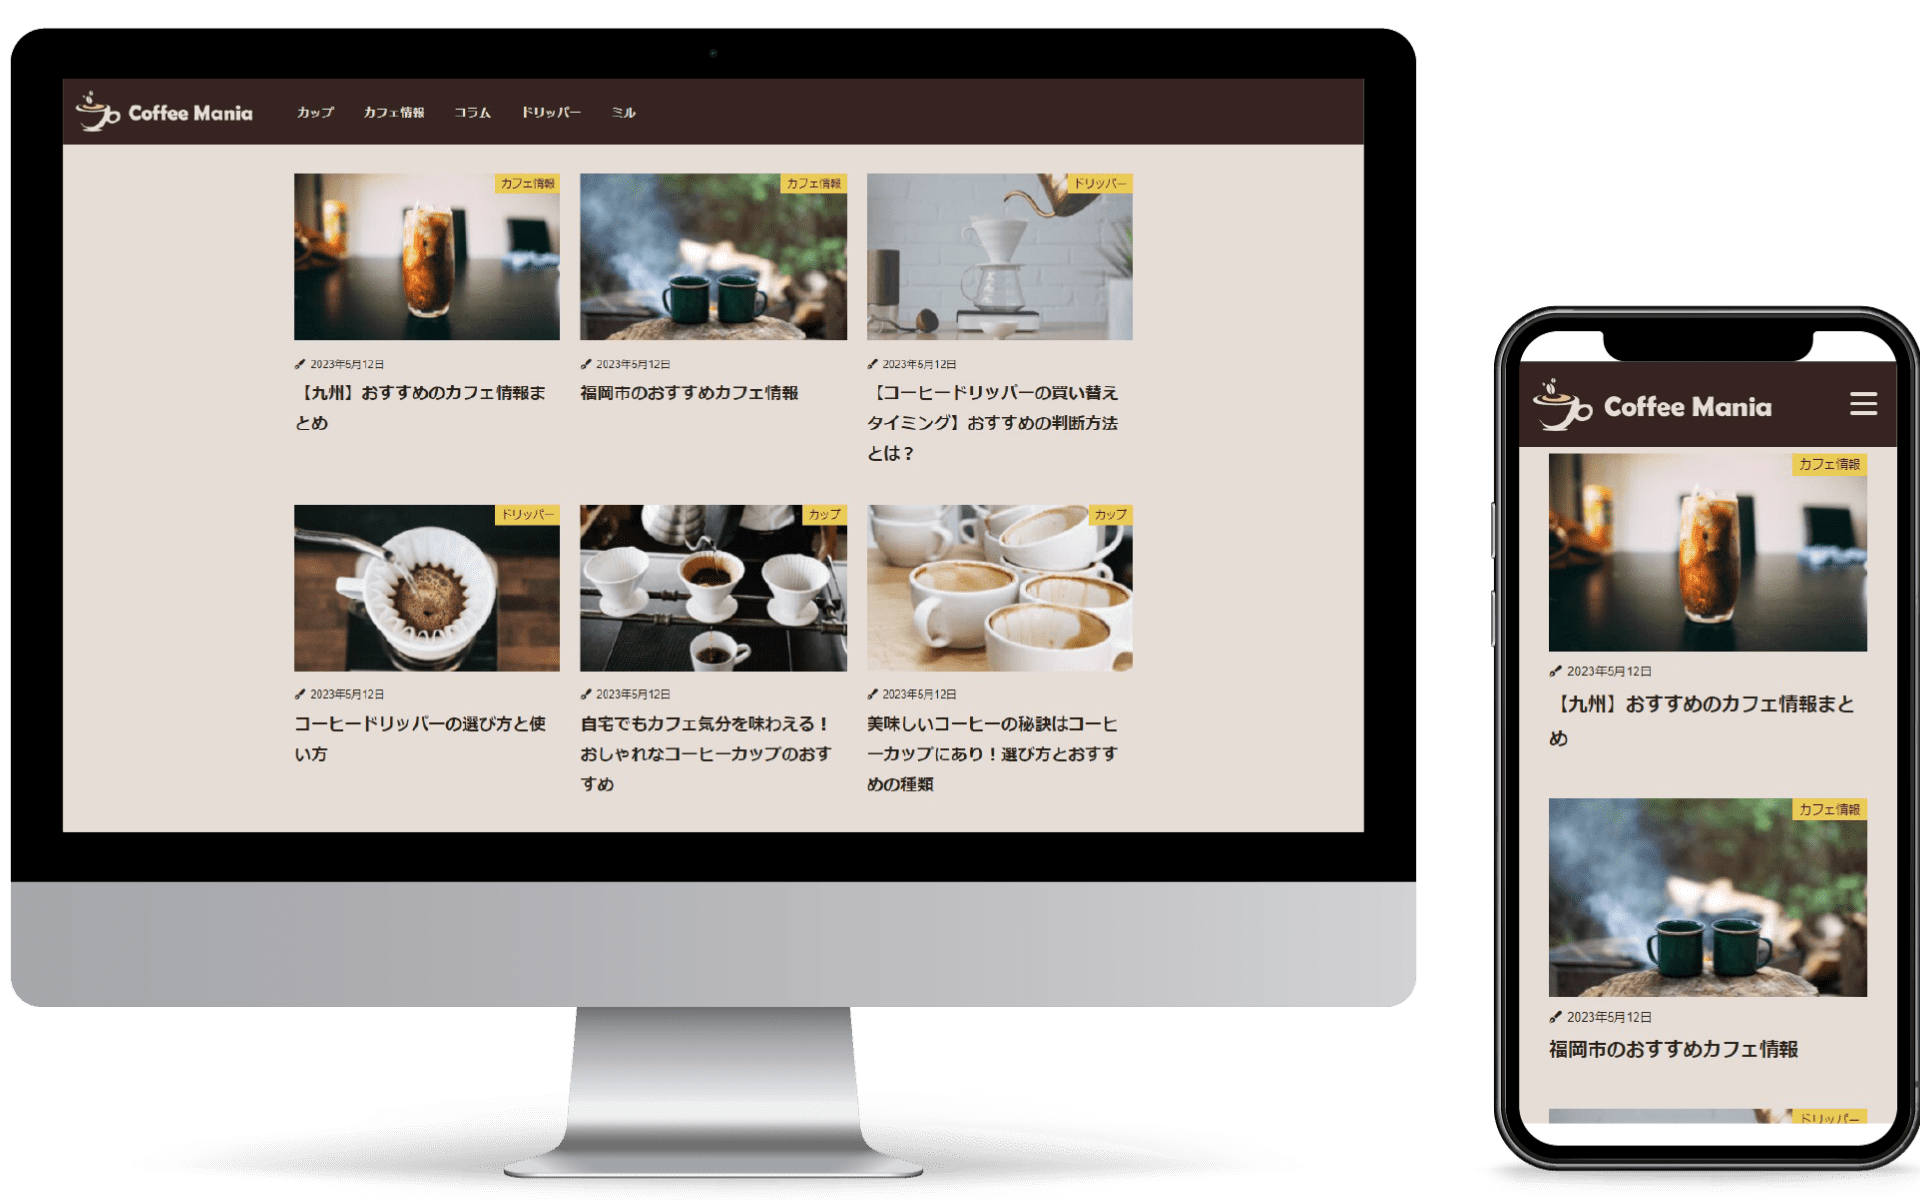 Coffee Mania
カップ
カフェ情報
コラム
ドリッパー
ミル
カフェ情報
2023年5月12日
【九州】おすすめのカフェ情報ま
とめ
カフェ情報
2023年5月12日
福岡市のおすすめカフェ情報
ドリッパー
2023年5月12日
【コーヒードリッパーの買い替え
タイミング】おすすめの判断方法
とは？
ドリッパー
2023年5月12日
コーヒードリッパーの選び方と使
い方
カップ
2023年5月12日
自宅でもカフェ気分を味わえる！
おしゃれなコーヒーカップのおす
すめ
カップ
2023年5月12日
美味しいコーヒーの秘訣はコーヒ
ーカップにあり！選び方とおすす
めの種類
Coffee Mania
カフェ情報
2023年5月12日
【九州】おすすめのカフェ情報まと
め
カフェ情報
2023年5月12日
福岡市のおすすめカフェ情報
ドリッパー